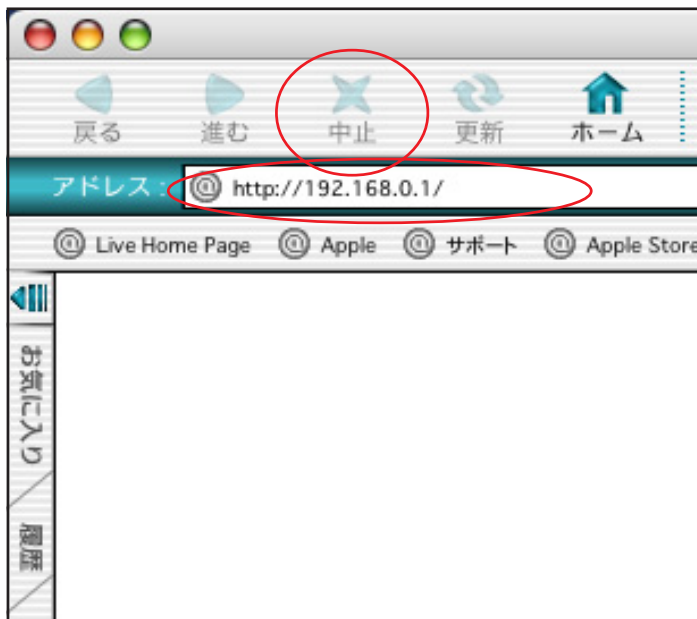 戻る 進む 中止 更新 ホーム
アドレス : @ http://192.168.0.1/
@ Live Home Page @ Apple @ サポート @ Apple Store
お気に入り
履歴